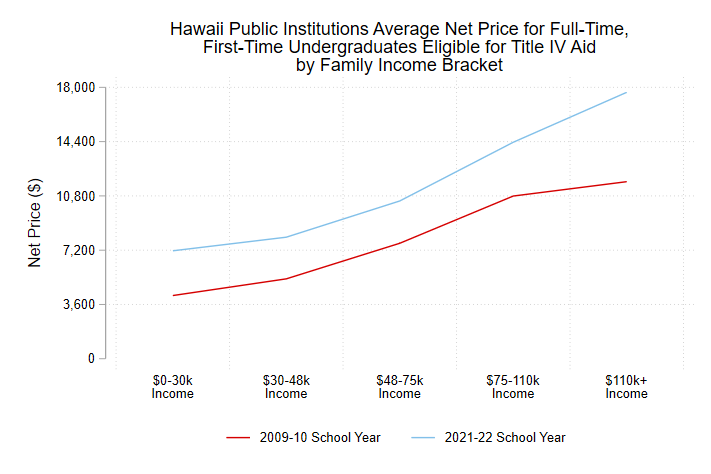 Hawaii Public Institutions Average Net Price for Full-Time,
First-Time Undergraduates Eligible for Title IV Aid
by Family Income Bracket
Net Price ($)
18,000
14,400
10,800
7,200
3,600
0
$0-30k
Income
$30-48k
Income
$48-75k
Income
$75-110k
Income
$110k+
Income
2009-10 School Year
2021-22 School Year